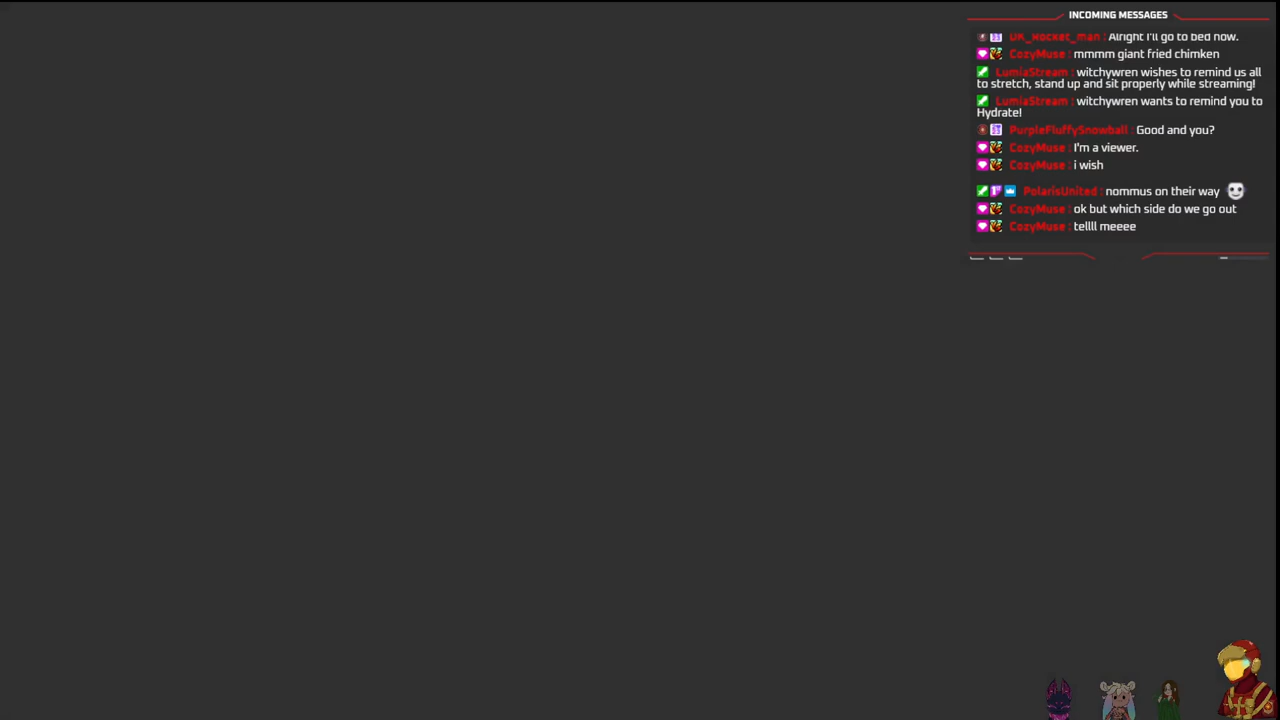 INCOMING MESSAGES
UK_Rocket_man : Alright I'll go to bed now.
CozyMuse : mmmm giant fried chimken
LumiaStream : witchywren wishes to remind us all
to stretch, stand up and sit properly while streaming!
LumiaStream : witchywren wants to remind you to
Hydrate!
PurpleFluffySnowball : Good and you?
CozyMuse : I'm a viewer.
CozyMuse : i wish
PolarisUnited : nommus on their way
CozyMuse : ok but which side do we go out
CozyMuse : tellll meeee